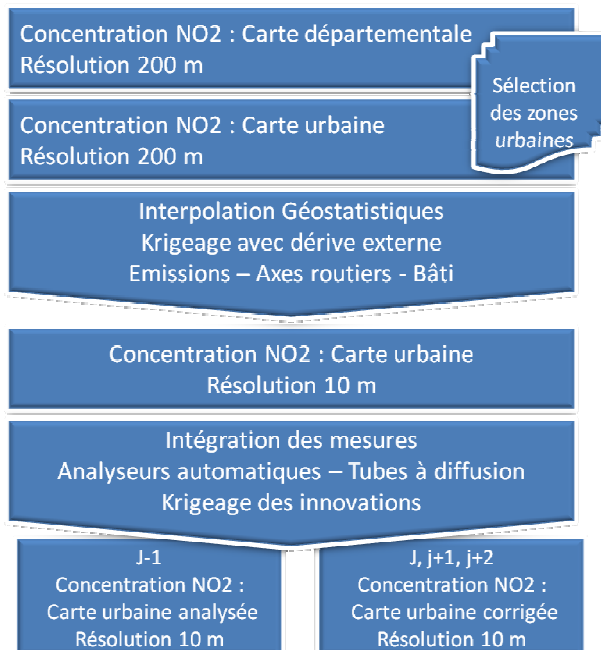 Concentration NO2 : Carte départementale
Résolution 200 m
Sélection
des zones
urbaines
Concentration NO2 : Carte urbaine
Résolution 200 m
Interpolation Géostatistiques
Krigeage avec dérive externe
Emissions – Axes routiers - Bâti
Concentration NO2 : Carte urbaine
Résolution 10 m
Intégration des mesures
Analyseurs automatiques – Tubes à diffusion
Krigeage des innovations
J-1
Concentration NO2 :
Carte urbaine analysée
Résolution 10 m
J, j+1, j+2
Concentration NO2 :
Carte urbaine corrigée
Résolution 10 m